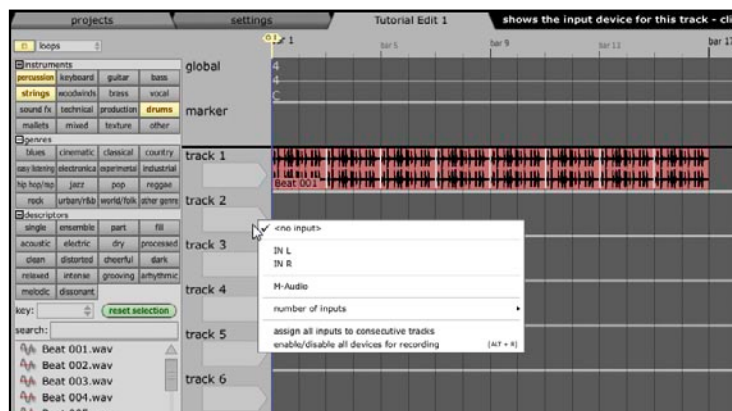 projects
settings
Tutorial Edit 1
shows the input device for this track - cli
loops
bar 1
bar 5
bar 9
bar 13
bar 17
instruments
percussion keyboard guitar bass
strings woodwinds brass vocal
sound fx technical production drums
mallets mixed texture other
genres
blues cinematic classical country
easy listening electronica experimental industrial
hip hop/rap jazz pop reggae
rock urban/r&b world/folk other genre
descriptors
single ensemble part fill
acoustic electric dry processed
clean distorted cheerful dark
relaxed intense grooving arhythmic
melodic dissonant
key:
reset selection
search:
Beat 001.wav
Beat 002.wav
Beat 003.wav
Beat 004.wav
global
4
4
C
marker
track 1
Beat 001
track 2
track 3
track 4
track 5
track 6
<no input>
IN L
IN R
M-Audio
number of inputs
assign all inputs to consecutive tracks
enable/disable all devices for recording [ALT + R]